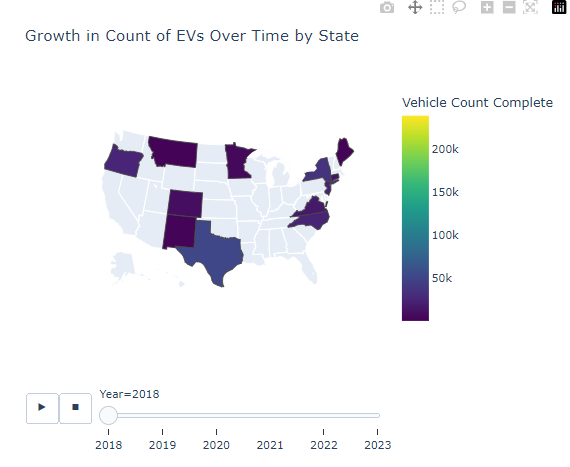 Growth in Count of EVs Over Time by State
Vehicle Count Complete
200k
150k
100k
50k
Year=2018
2018 2019 2020 2021 2022 2023